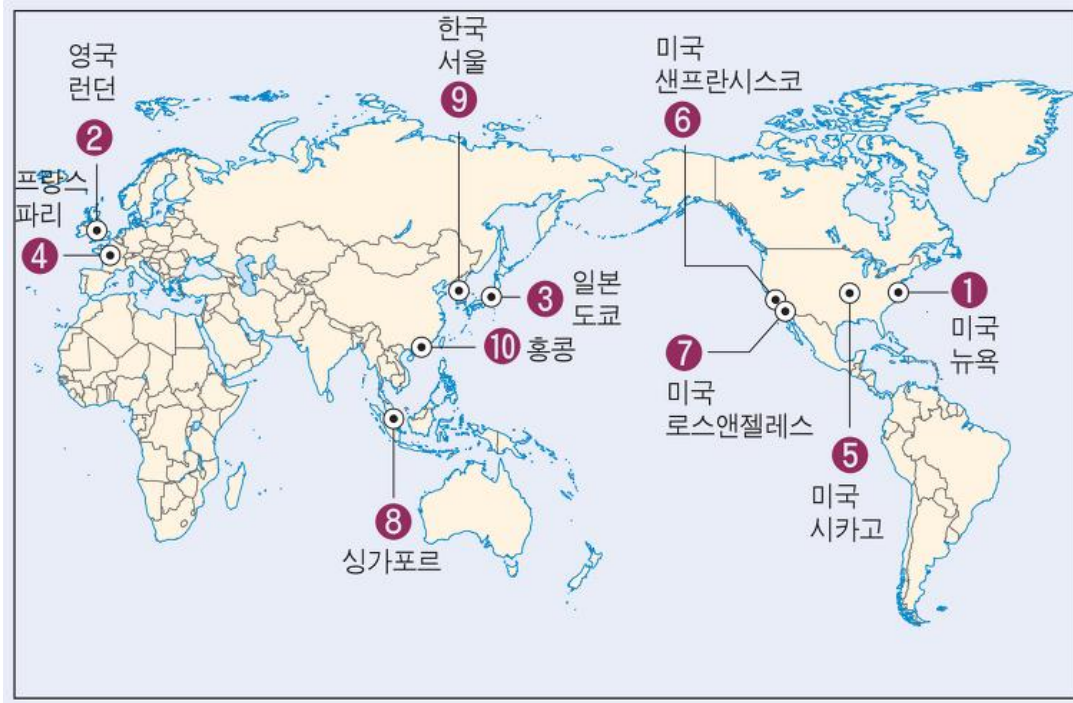 영국
런던
2
한국
서울
9
미국
샌프란시스코
6
프랑스
파리
4
3
일본
도쿄
10 홍콩
1
미국
뉴욕
7
미국
로스앤젤레스
5
미국
시카고
8
싱가포르